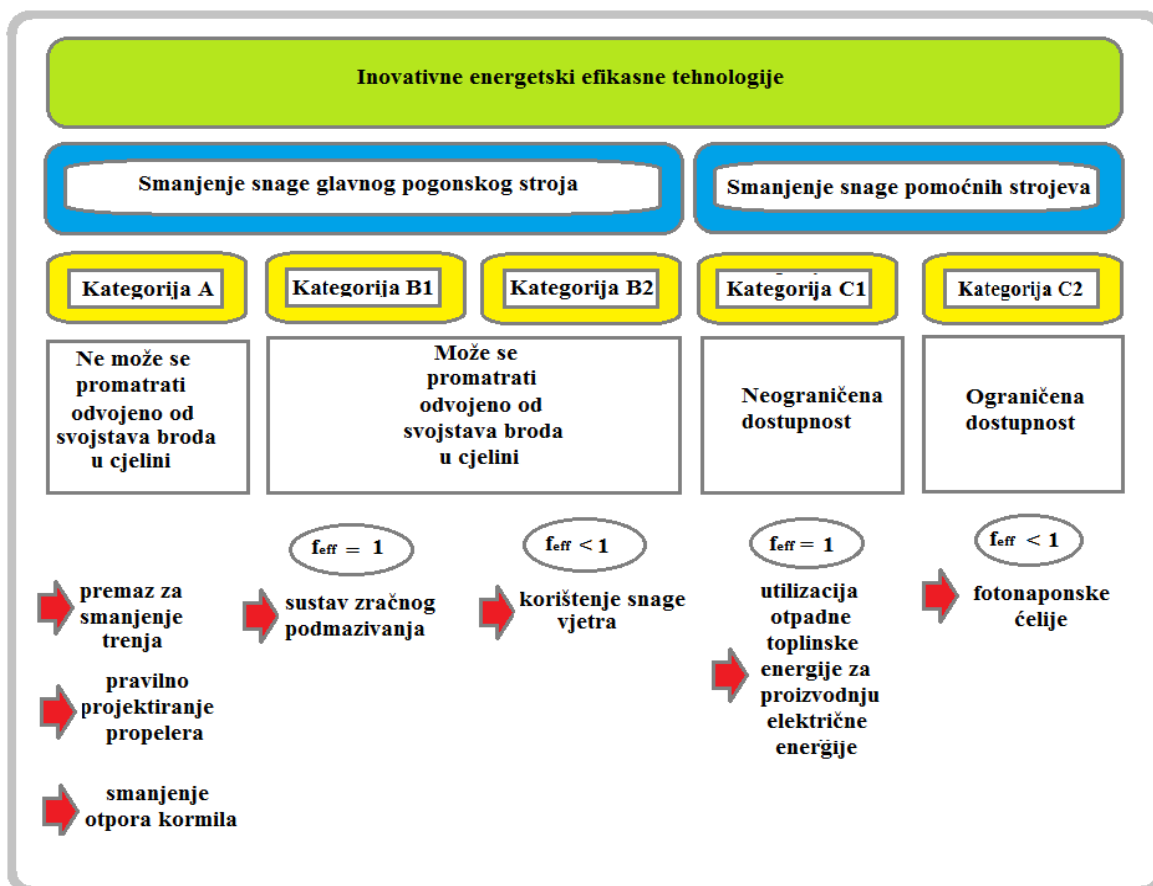 Inovativne energetski efikasne tehnologije
Smanjenje snage glavnog pogonskog stroja
Smanjenje snage pomoćnih strojeva
Kategorija A
Kategorija B1
Kategorija B2
Kategorija C1
Kategorija C2
Ne može se
promatrati
odvojeno od
svojstava broda
u cjelini
Može se
promatrati
odvojeno od
svojstava broda
u cjelini
Neograničena
dostupnost
Ograničena
dostupnost
feff = 1
feff < 1
feff = 1
feff < 1
premaz za
smanjenje
trenja
pravilno
projektiranje
propelera
smanjenje
otpora kormila
sustav zračnog
podmazivanja
korištenje snage
vjetra
utilizacija
otpadne
toplinske
energije za
proizvodnju
električne
energije
fotonaponske
ćelije